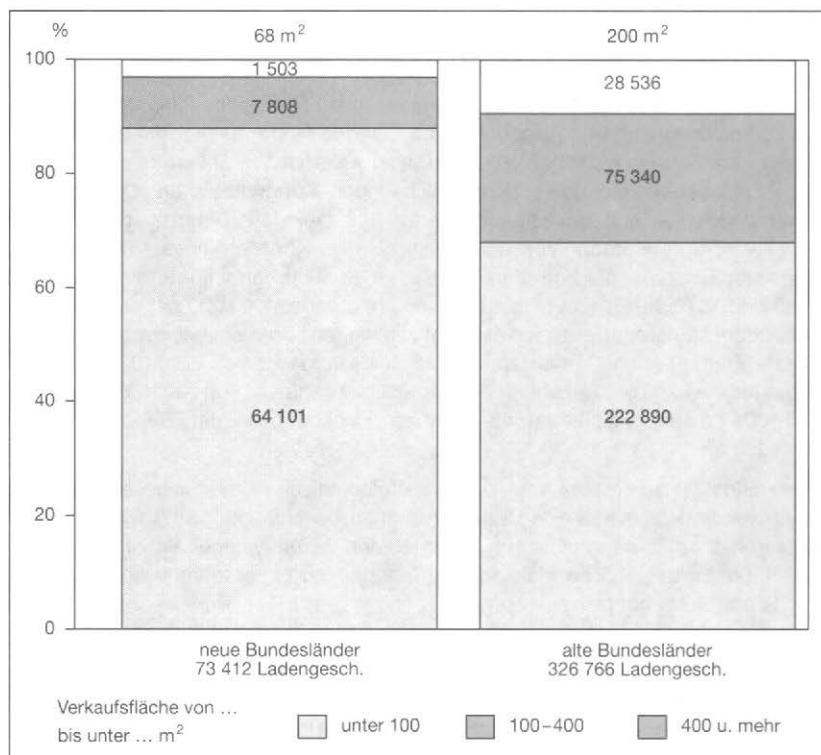 % 68 m² 200 m²
100
1 503 28 536
7 808
80 75 340
60
40 64 101 222 890
20
0
neue Bundesländer alte Bundesländer
73 412 Ladengesch. 326 766 Ladengesch.
Verkaufsfläche von ...
bis unter ... m² unter 100 100–400 400 u. mehr